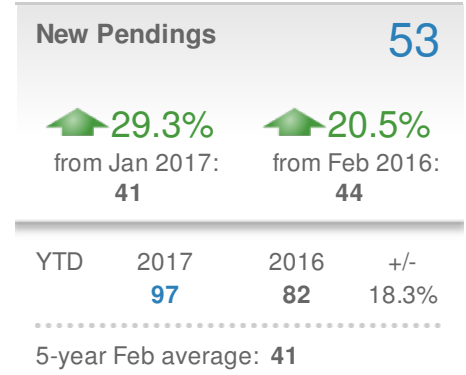 New Pendings 53
29.3% 20.5%
from Jan 2017: from Feb 2016:
41 44
YTD 2017 2016 +/-
97 82 18.3%
5-year Feb average: 41